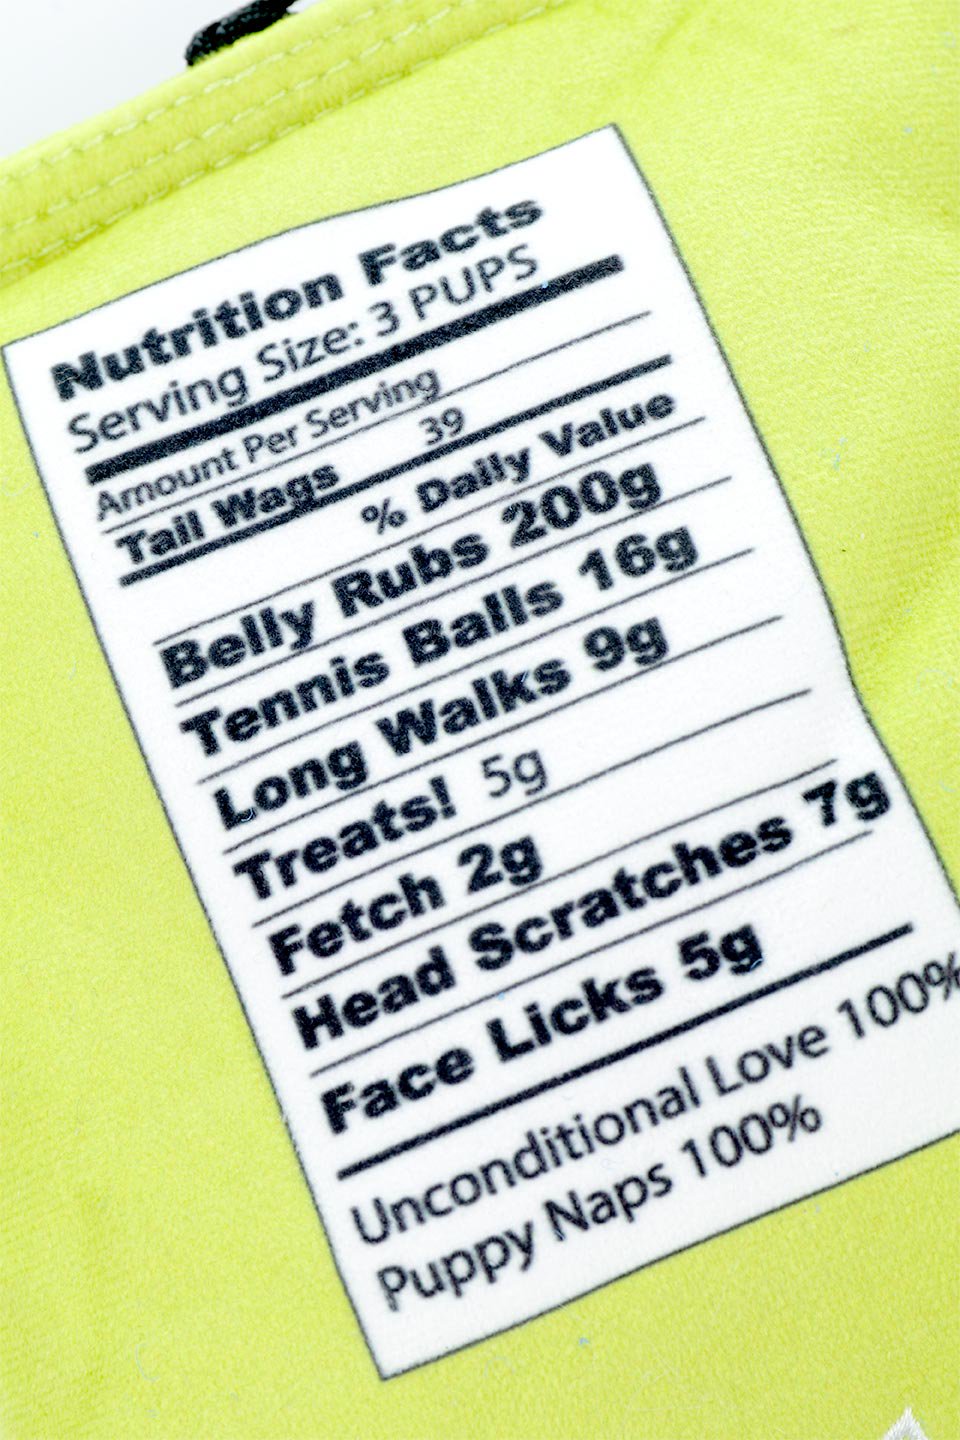 Nutrition Facts
Serving Size: 3 PUPS
Amount Per Serving
Tail Wags 39
% Daily Value
Belly Rubs 200g
Tennis Balls 16g
Long Walks 9g
Treats! 5g
Fetch 2g
Head Scratches 7g
Face Licks 5g
Unconditional Love 100%
Puppy Naps 100%